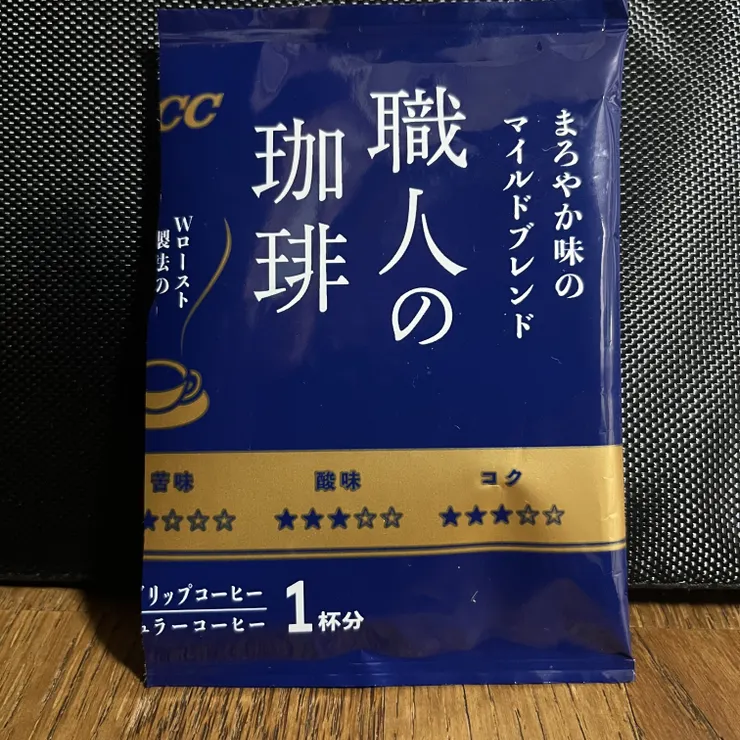 CC
まろやか味の
マイルドブレンド
職人の
珈琲
Wロースト
製法の
苦味
酸味
コク
★☆☆☆
★★★☆☆
★★★☆☆
リップコーヒー
ュラーコーヒー
1杯分